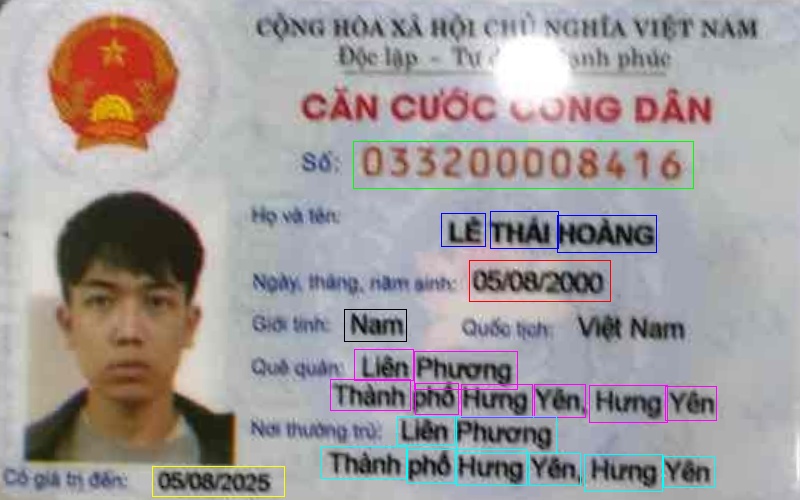 CỘNG HÒA XÃ HỘI CHỦ NGHĨA VIỆT NAM
Độc lập - Tự phúc
CĂN CƯỚC CÔNG DÂN
Số: 033200008416
Họ và tên: LÊ THÁI HOÀNG
Ngày, tháng, năm sinh: 05/08/2000
Giới tính: Nam Quốc tịch: Việt Nam
Quê quán: Liên Phương
Thành phố Hưng Yên, Hưng Yên
Nơi thường trú: Liên Phương
Thành phố Hưng Yên, Hưng Yên
Có giá trị đến: 05/08/2025